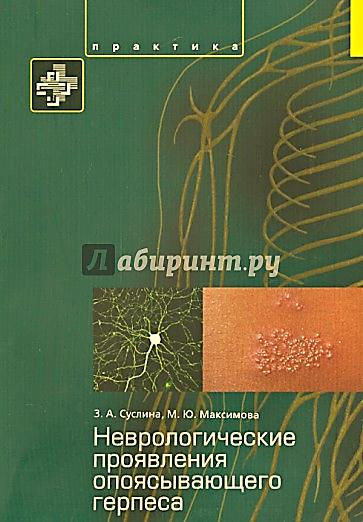 практика
Лабиринт.ру
З. А. Суслина, М. Ю. Максимова
Неврологические
проявления
опоясывающего
герпеса